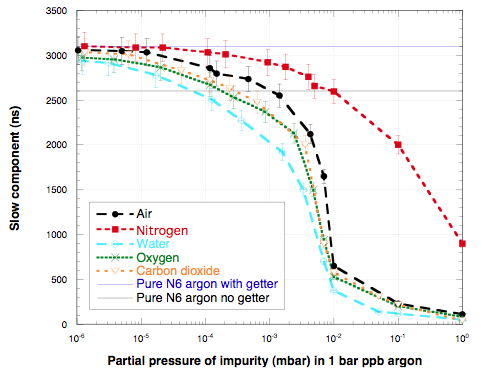 3500
3000
2500
2000
1500
1000
500
0
Slow component (ns)
Air
Nitrogen
Water
Oxygen
Carbon dioxide
Pure N6 argon with getter
Pure N6 argon no getter
10⁻⁶ 10⁻⁵ 10⁻⁴ 10⁻³ 10⁻² 10⁻¹ 10⁰
Partial pressure of impurity (mbar) in 1 bar ppb argon